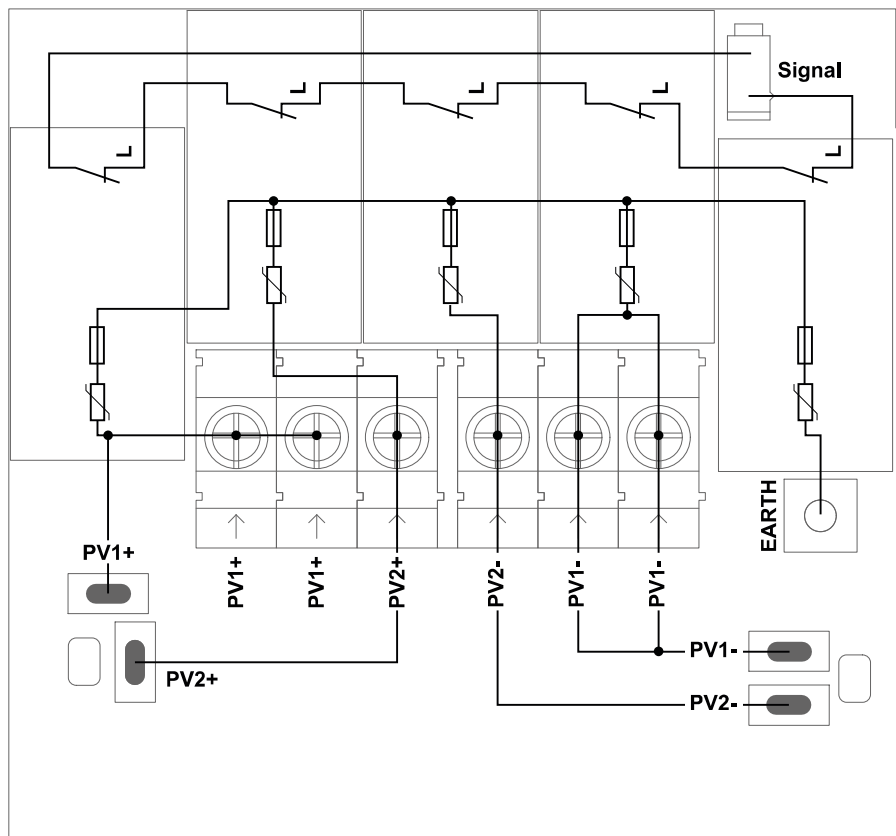 Signal
L
L
L
L
L
EARTH
PV1+
PV1+
PV1+
PV2+
PV2-
PV1-
PV1-
PV2+
PV1-
PV2-